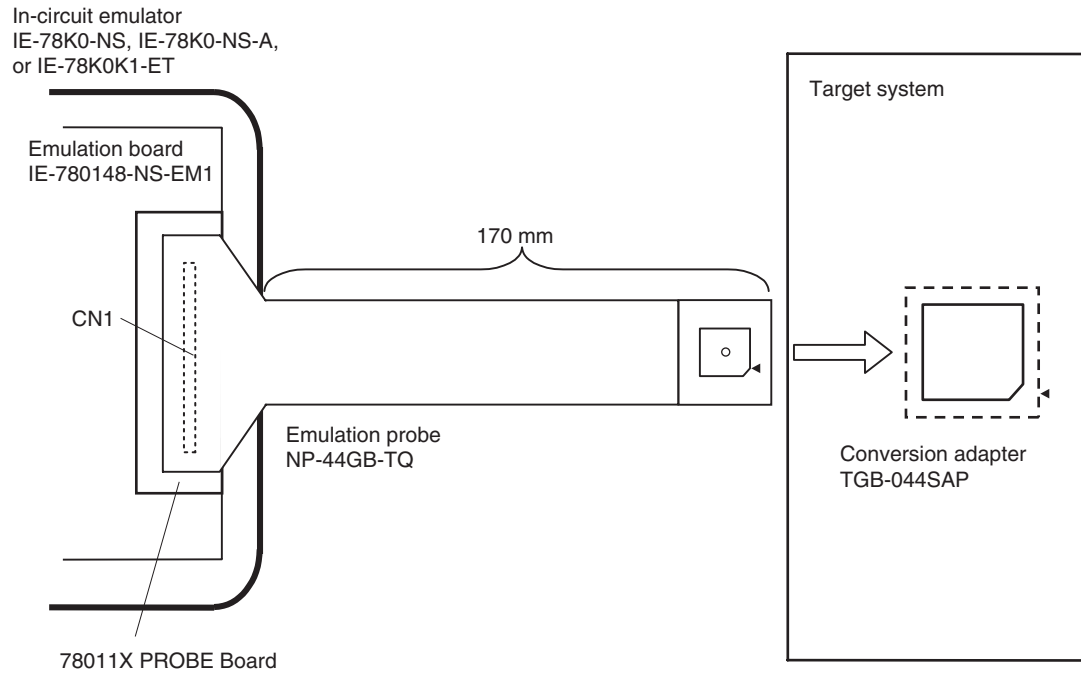 In-circuit emulator
IE-78K0-NS, IE-78K0-NS-A,
or IE-78K0K1-ET
Target system
Emulation board
IE-780148-NS-EM1
170 mm
CN1
Emulation probe
NP-44GB-TQ
Conversion adapter
TGB-044SAP
78011X PROBE Board